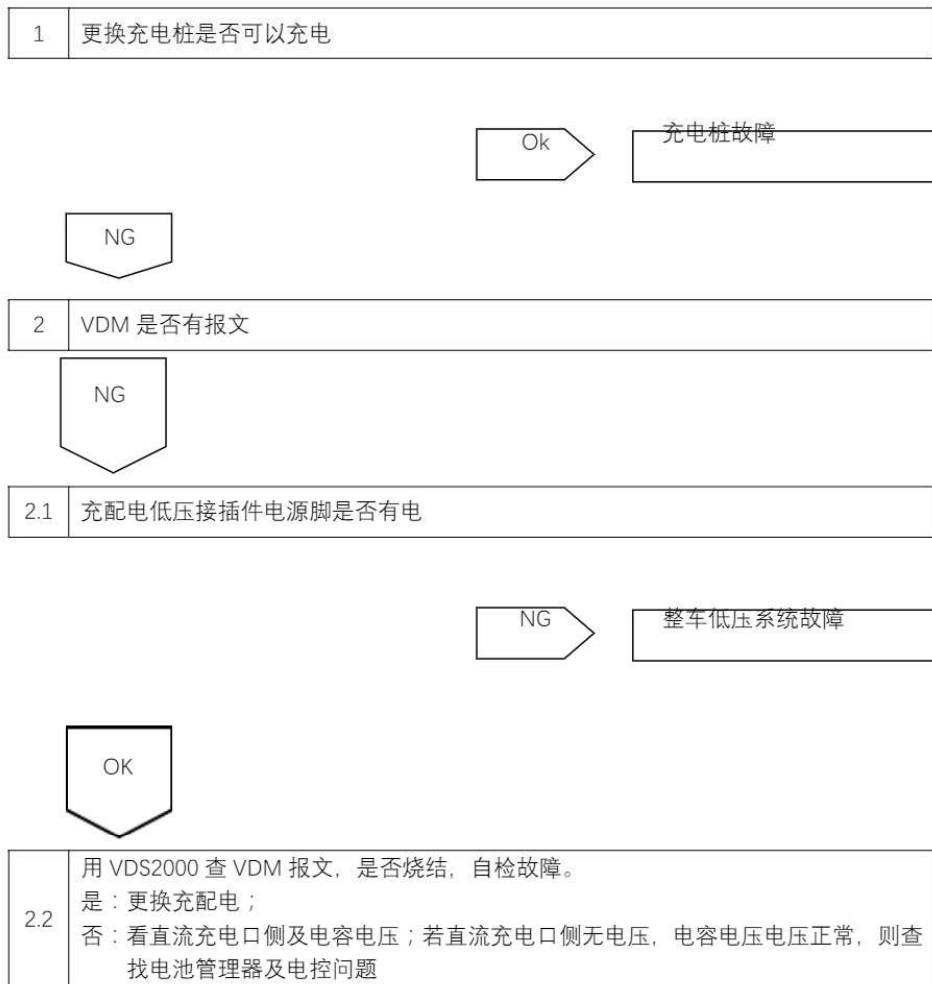 1 更换充电桩是否可以充电
Ok 充电桩故障
NG
2 VDM 是否有报文
NG
2.1 充配电低压接插件电源脚是否有电
NG 整车低压系统故障
OK
2.2 用 VDS2000 查 VDM 报文，是否烧结，自检故障。
是：更换充配电；
否：看直流充电口侧及电容电压；若直流充电口侧无电压，电容电压电压正常，则查
找电池管理器及电控问题